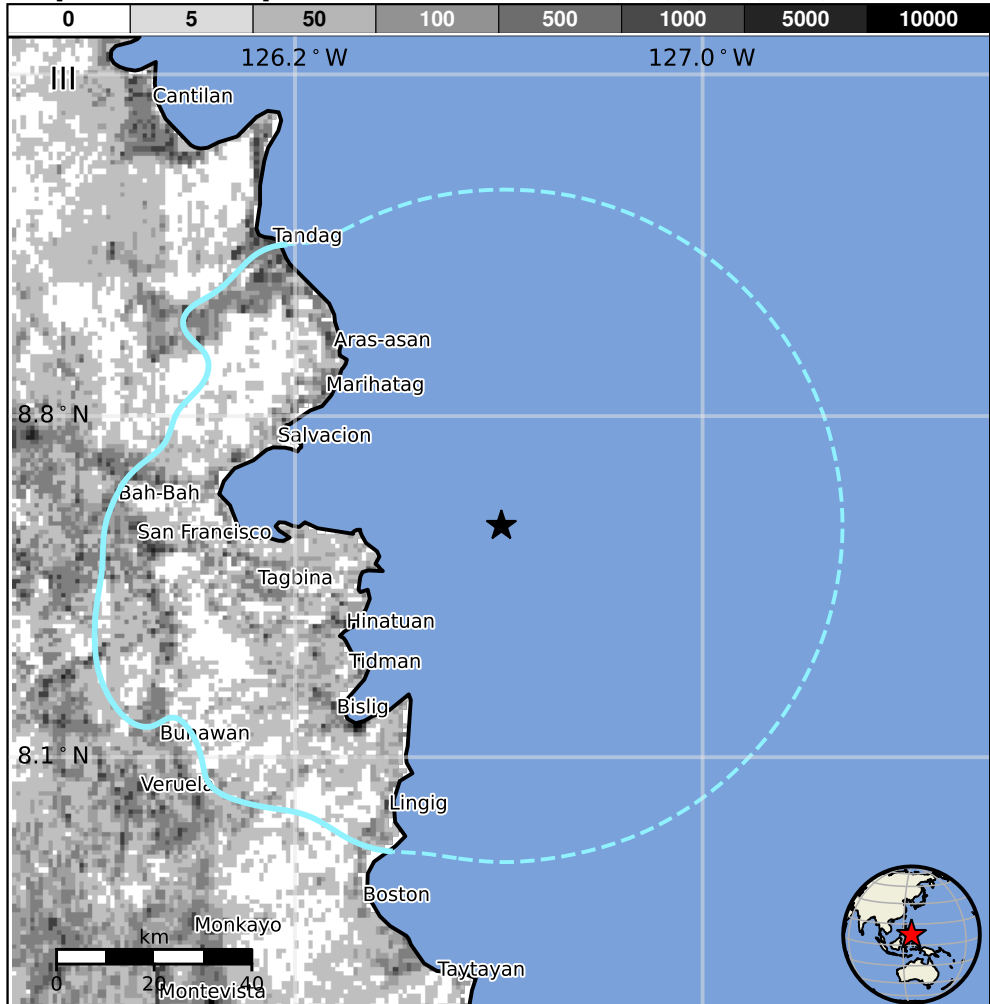 0 5 50 100 500 1000 5000 10000
126.2°W 127.0°W
III
Cantilan
Tandag
Aras-asan
Marihatag
8.8°N
Salvacion
Bah-Bah
San Francisco
Tagbina
Hinatuan
Tidman
Bislig
Bunawan
8.1°N
Veruela
Lingig
Boston
Monkayo
km
Taytayan
0 20 40
Montevista